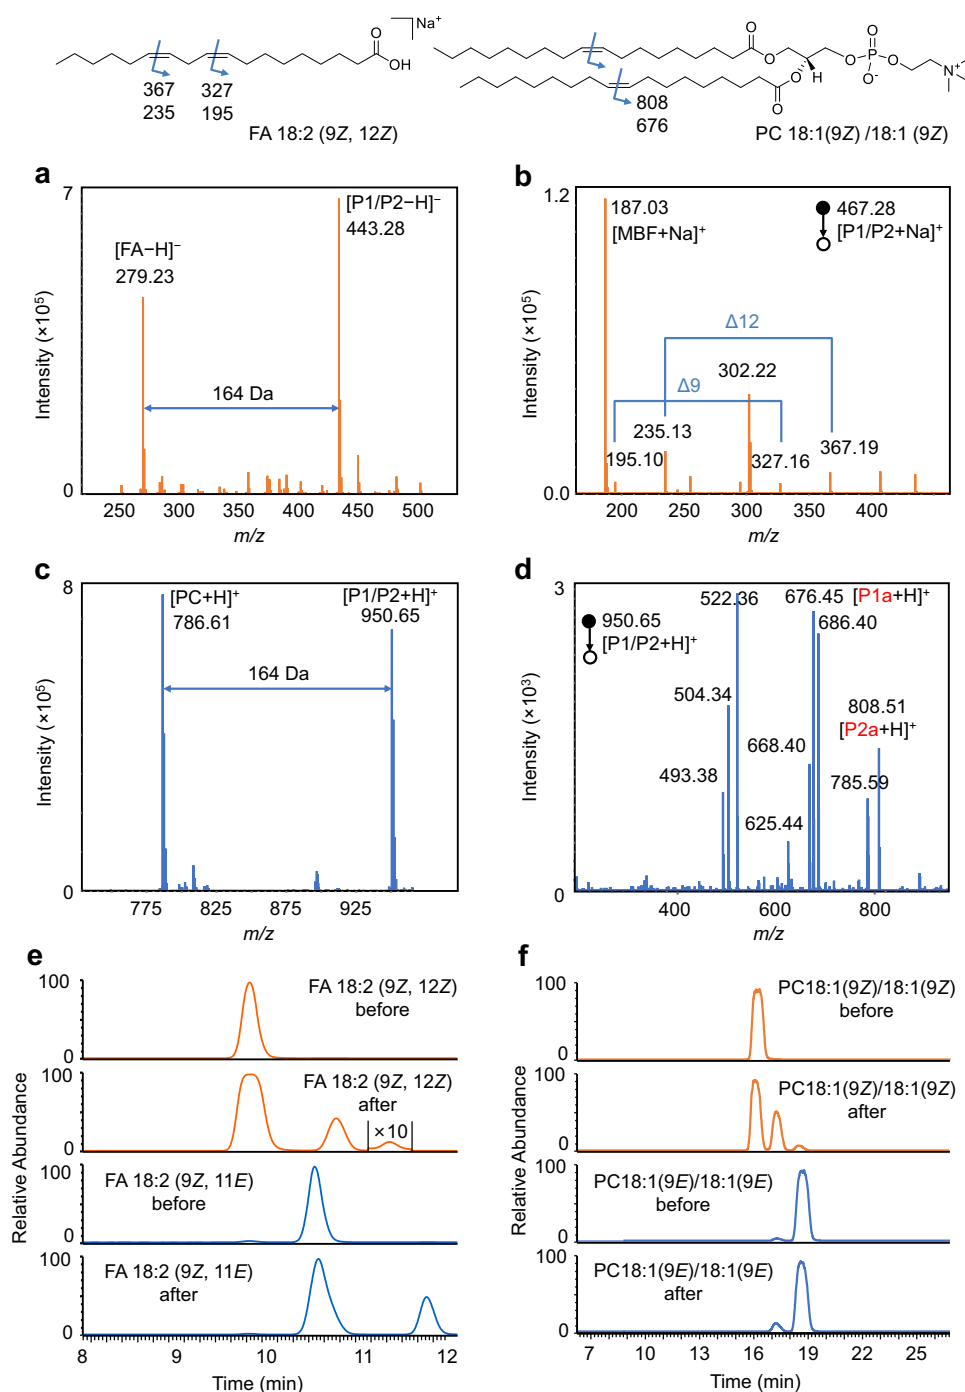 Na⁺
O
OH
367
235
327
195
FA 18:2 (9Z, 12Z)
O
O
O
O
P
O
O⁻
N⁺
H
O
O
808
676
PC 18:1(9Z) /18:1 (9Z)
a
7
[P1/P2−H]⁻
443.28
[FA−H]⁻
279.23
164 Da
Intensity (×10⁵)
0
250
300
350
400
450
500
m/z
b
1.2
187.03
[MBF+Na]⁺
467.28
[P1/P2+Na]⁺
Δ12
302.22
Δ9
235.13
367.19
195.10
327.16
Intensity (×10⁵)
0.0
200
250
300
350
400
m/z
c
8
[PC+H]⁺
786.61
[P1/P2+H]⁺
950.65
164 Da
Intensity (×10⁵)
0
775
825
875
925
m/z
d
3
522.36
676.45 [P1a+H]⁺
686.40
950.65
[P1/P2+H]⁺
504.34
808.51
[P2a+H]⁺
668.40
493.38
785.59
625.44
Intensity (×10³)
0
400
600
800
m/z
e
100
FA 18:2 (9Z, 12Z)
before
0
100
FA 18:2 (9Z, 12Z)
after
×10
0
100
FA 18:2 (9Z, 11E)
before
0
100
FA 18:2 (9Z, 11E)
after
0
Relative Abundance
8
9
10
11
12
Time (min)
f
100
PC18:1(9Z)/18:1(9Z)
before
0
100
PC18:1(9Z)/18:1(9Z)
after
0
100
PC18:1(9E)/18:1(9E)
before
0
100
PC18:1(9E)/18:1(9E)
after
0
Relative Abundance
7
10
13
16
19
22
25
Time (min)